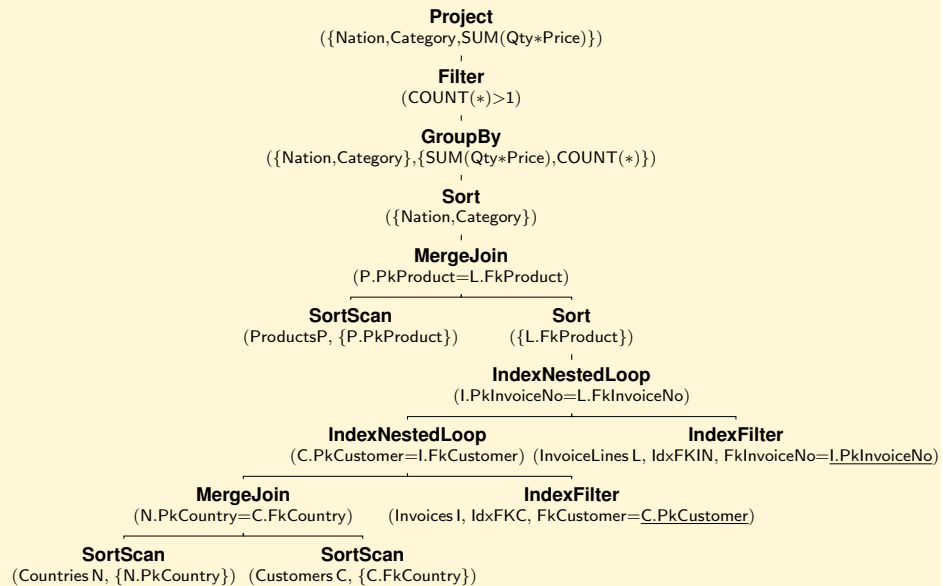 Project
({Nation,Category,SUM(Qty*Price)})
Filter
(COUNT(*)>1)
GroupBy
({Nation,Category},{SUM(Qty*Price),COUNT(*)})
Sort
({Nation,Category})
MergeJoin
(P.PkProduct=L.FkProduct)
SortScan Sort
(ProductsP, {P.PkProduct}) ({L.FkProduct})
IndexNestedLoop
(I.PkInvoiceNo=L.FkInvoiceNo)
IndexNestedLoop IndexFilter
(C.PkCustomer=I.FkCustomer) (InvoiceLines L, IdxFKIN, FkInvoiceNo=I.PkInvoiceNo)
MergeJoin IndexFilter
(N.PkCountry=C.FkCountry) (Invoices I, IdxFKC, FkCustomer=C.PkCustomer)
SortScan SortScan
(Countries N, {N.PkCountry}) (Customers C, {C.FkCountry})